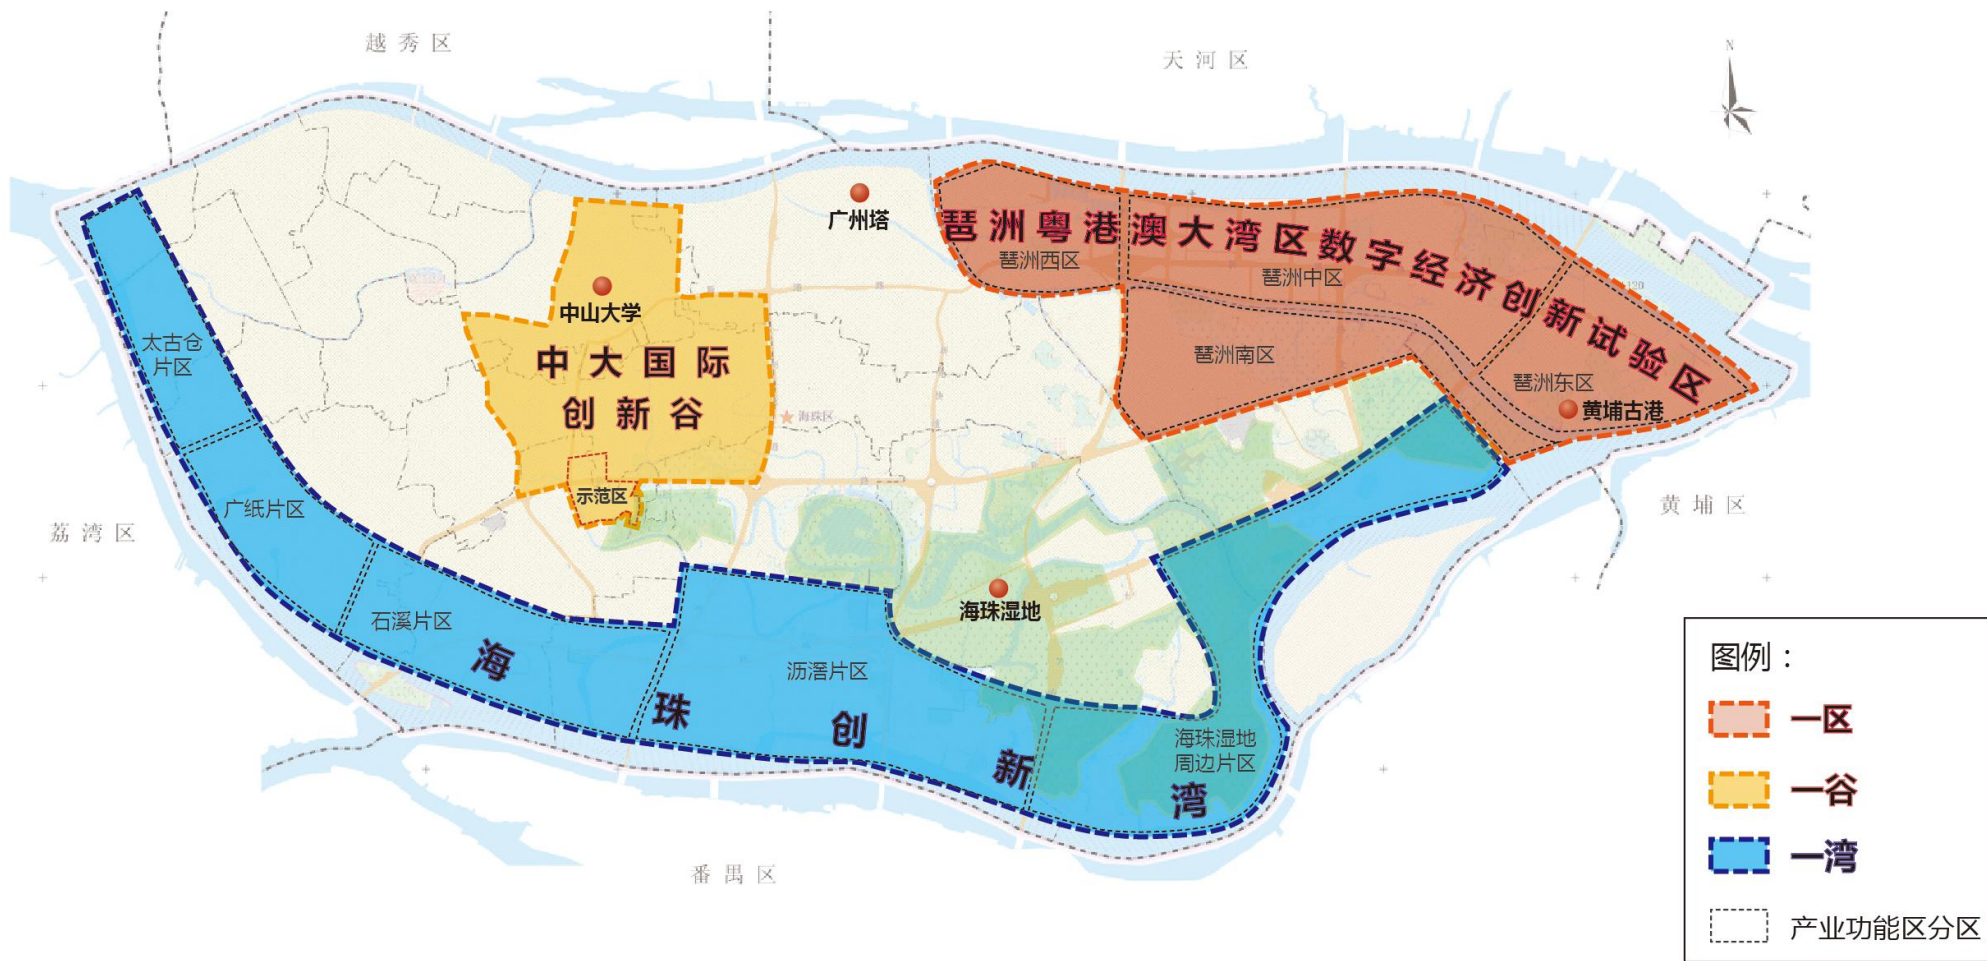 越秀区
天河区
N
广州塔
琶洲粤港澳大湾区数字经济创新试验区
琶洲西区
琶洲中区
120
中山大学
中大国际
创新谷
太古仓
片区
琶洲南区
琶洲东区
黄埔古港
海珠区
示范区
广纸片区
荔湾区
黄埔区
海珠湿地
石溪片区
沥滘片区
海珠创新湾
海珠湿地
周边片区
番禺区
图例：
一区
一谷
一湾
产业功能区分区